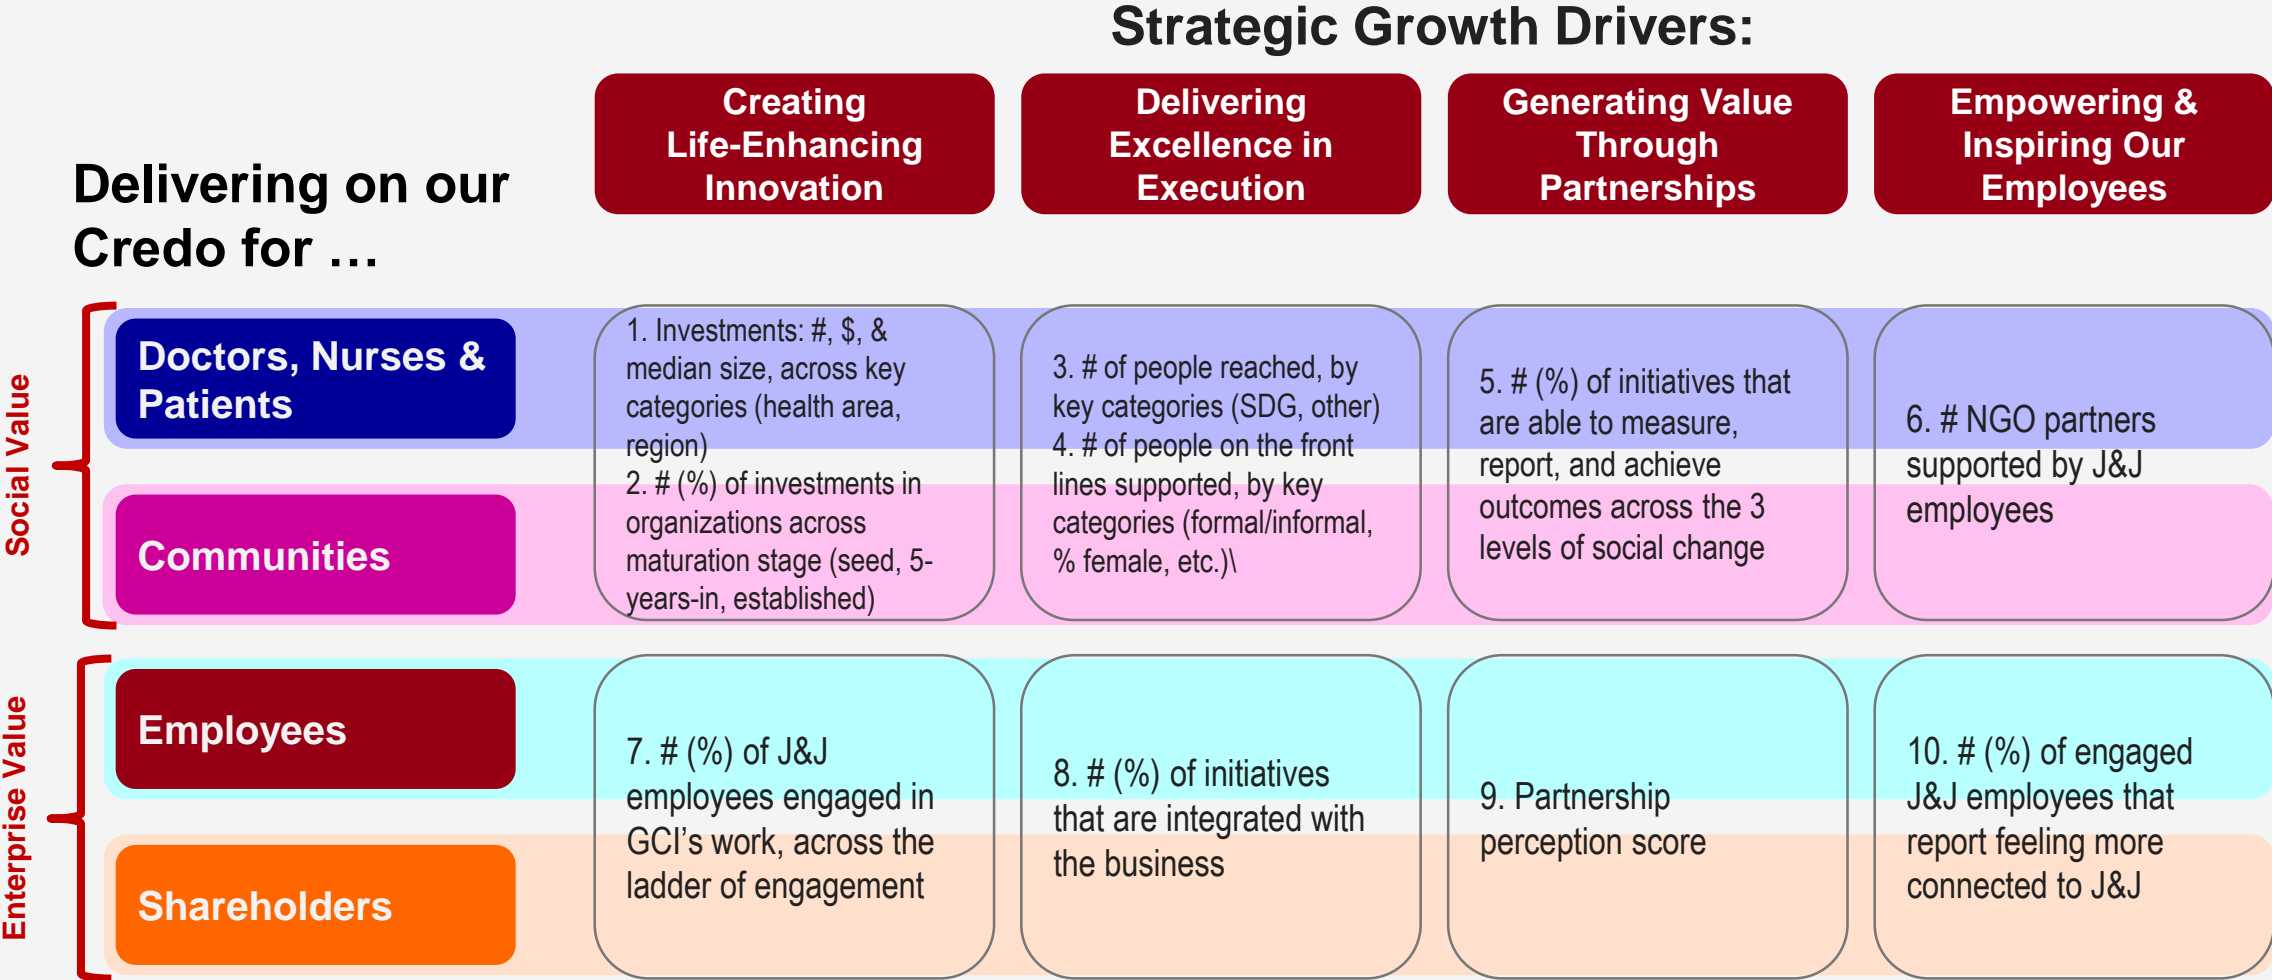 Strategic Growth Drivers:
Creating
Life-Enhancing
Innovation
Delivering
Excellence in
Execution
Generating Value
Through
Partnerships
Empowering &
Inspiring Our
Employees
Delivering on our
Credo for …
Social Value
Doctors, Nurses &
Patients
Communities
1. Investments: #, $, &
median size, across key
categories (health area,
region)
2. # (%) of investments in
organizations across
maturation stage (seed, 5-
years-in, established)
3. # of people reached, by
key categories (SDG, other)
4. # of people on the front
lines supported, by key
categories (formal/informal,
% female, etc.)\
5. # (%) of initiatives that
are able to measure,
report, and achieve
outcomes across the 3
levels of social change
6. # NGO partners
supported by J&J
employees
Enterprise Value
Employees
Shareholders
7. # (%) of J&J
employees engaged in
GCI’s work, across the
ladder of engagement
8. # (%) of initiatives
that are integrated with
the business
9. Partnership
perception score
10. # (%) of engaged
J&J employees that
report feeling more
connected to J&J